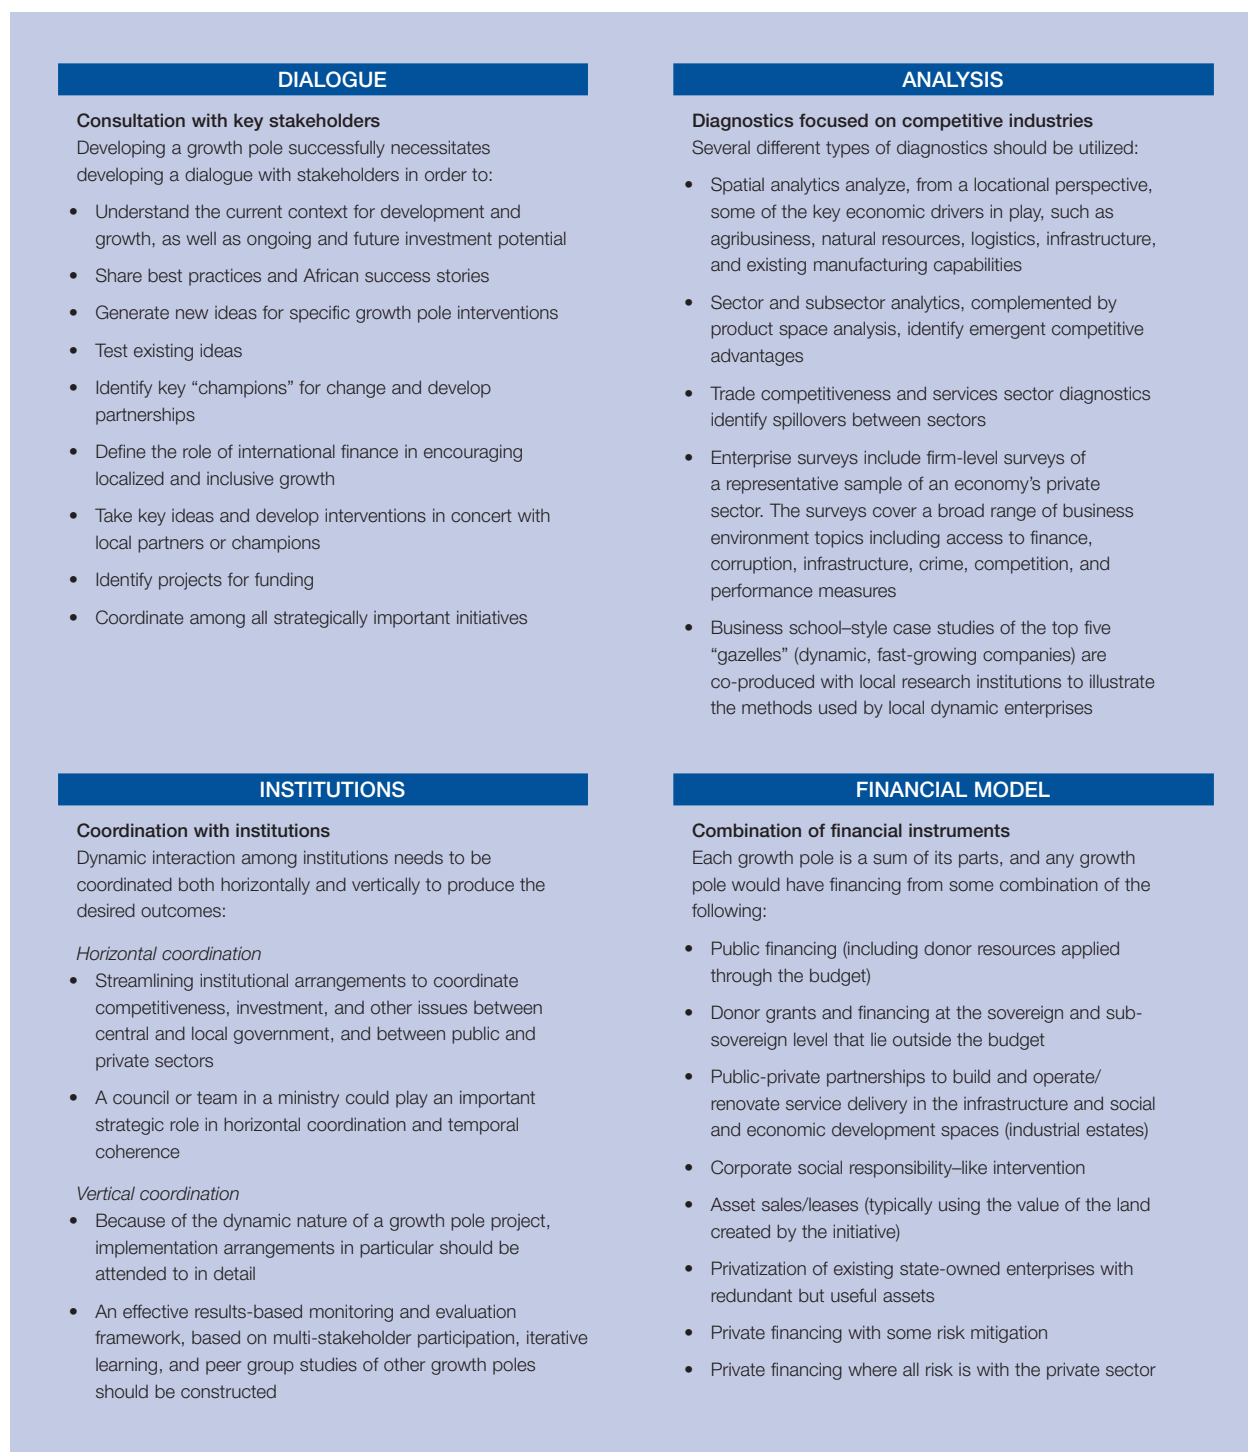 DIALOGUE
Consultation with key stakeholders
Developing a growth pole successfully necessitates
developing a dialogue with stakeholders in order to:
• Understand the current context for development and
growth, as well as ongoing and future investment potential
• Share best practices and African success stories
• Generate new ideas for specific growth pole interventions
• Test existing ideas
• Identify key “champions” for change and develop
partnerships
• Define the role of international finance in encouraging
localized and inclusive growth
• Take key ideas and develop interventions in concert with
local partners or champions
• Identify projects for funding
• Coordinate among all strategically important initiatives
ANALYSIS
Diagnostics focused on competitive industries
Several different types of diagnostics should be utilized:
• Spatial analytics analyze, from a locational perspective,
some of the key economic drivers in play, such as
agribusiness, natural resources, logistics, infrastructure,
and existing manufacturing capabilities
• Sector and subsector analytics, complemented by
product space analysis, identify emergent competitive
advantages
• Trade competitiveness and services sector diagnostics
identify spillovers between sectors
• Enterprise surveys include firm-level surveys of
a representative sample of an economy’s private
sector. The surveys cover a broad range of business
environment topics including access to finance,
corruption, infrastructure, crime, competition, and
performance measures
• Business school–style case studies of the top five
“gazelles” (dynamic, fast-growing companies) are
co-produced with local research institutions to illustrate
the methods used by local dynamic enterprises
INSTITUTIONS
Coordination with institutions
Dynamic interaction among institutions needs to be
coordinated both horizontally and vertically to produce the
desired outcomes:
Horizontal coordination
• Streamlining institutional arrangements to coordinate
competitiveness, investment, and other issues between
central and local government, and between public and
private sectors
• A council or team in a ministry could play an important
strategic role in horizontal coordination and temporal
coherence
Vertical coordination
• Because of the dynamic nature of a growth pole project,
implementation arrangements in particular should be
attended to in detail
• An effective results-based monitoring and evaluation
framework, based on multi-stakeholder participation, iterative
learning, and peer group studies of other growth poles
should be constructed
FINANCIAL MODEL
Combination of financial instruments
Each growth pole is a sum of its parts, and any growth
pole would have financing from some combination of the
following:
• Public financing (including donor resources applied
through the budget)
• Donor grants and financing at the sovereign and sub-
sovereign level that lie outside the budget
• Public-private partnerships to build and operate/
renovate service delivery in the infrastructure and social
and economic development spaces (industrial estates)
• Corporate social responsibility–like intervention
• Asset sales/leases (typically using the value of the land
created by the initiative)
• Privatization of existing state-owned enterprises with
redundant but useful assets
• Private financing with some risk mitigation
• Private financing where all risk is with the private sector